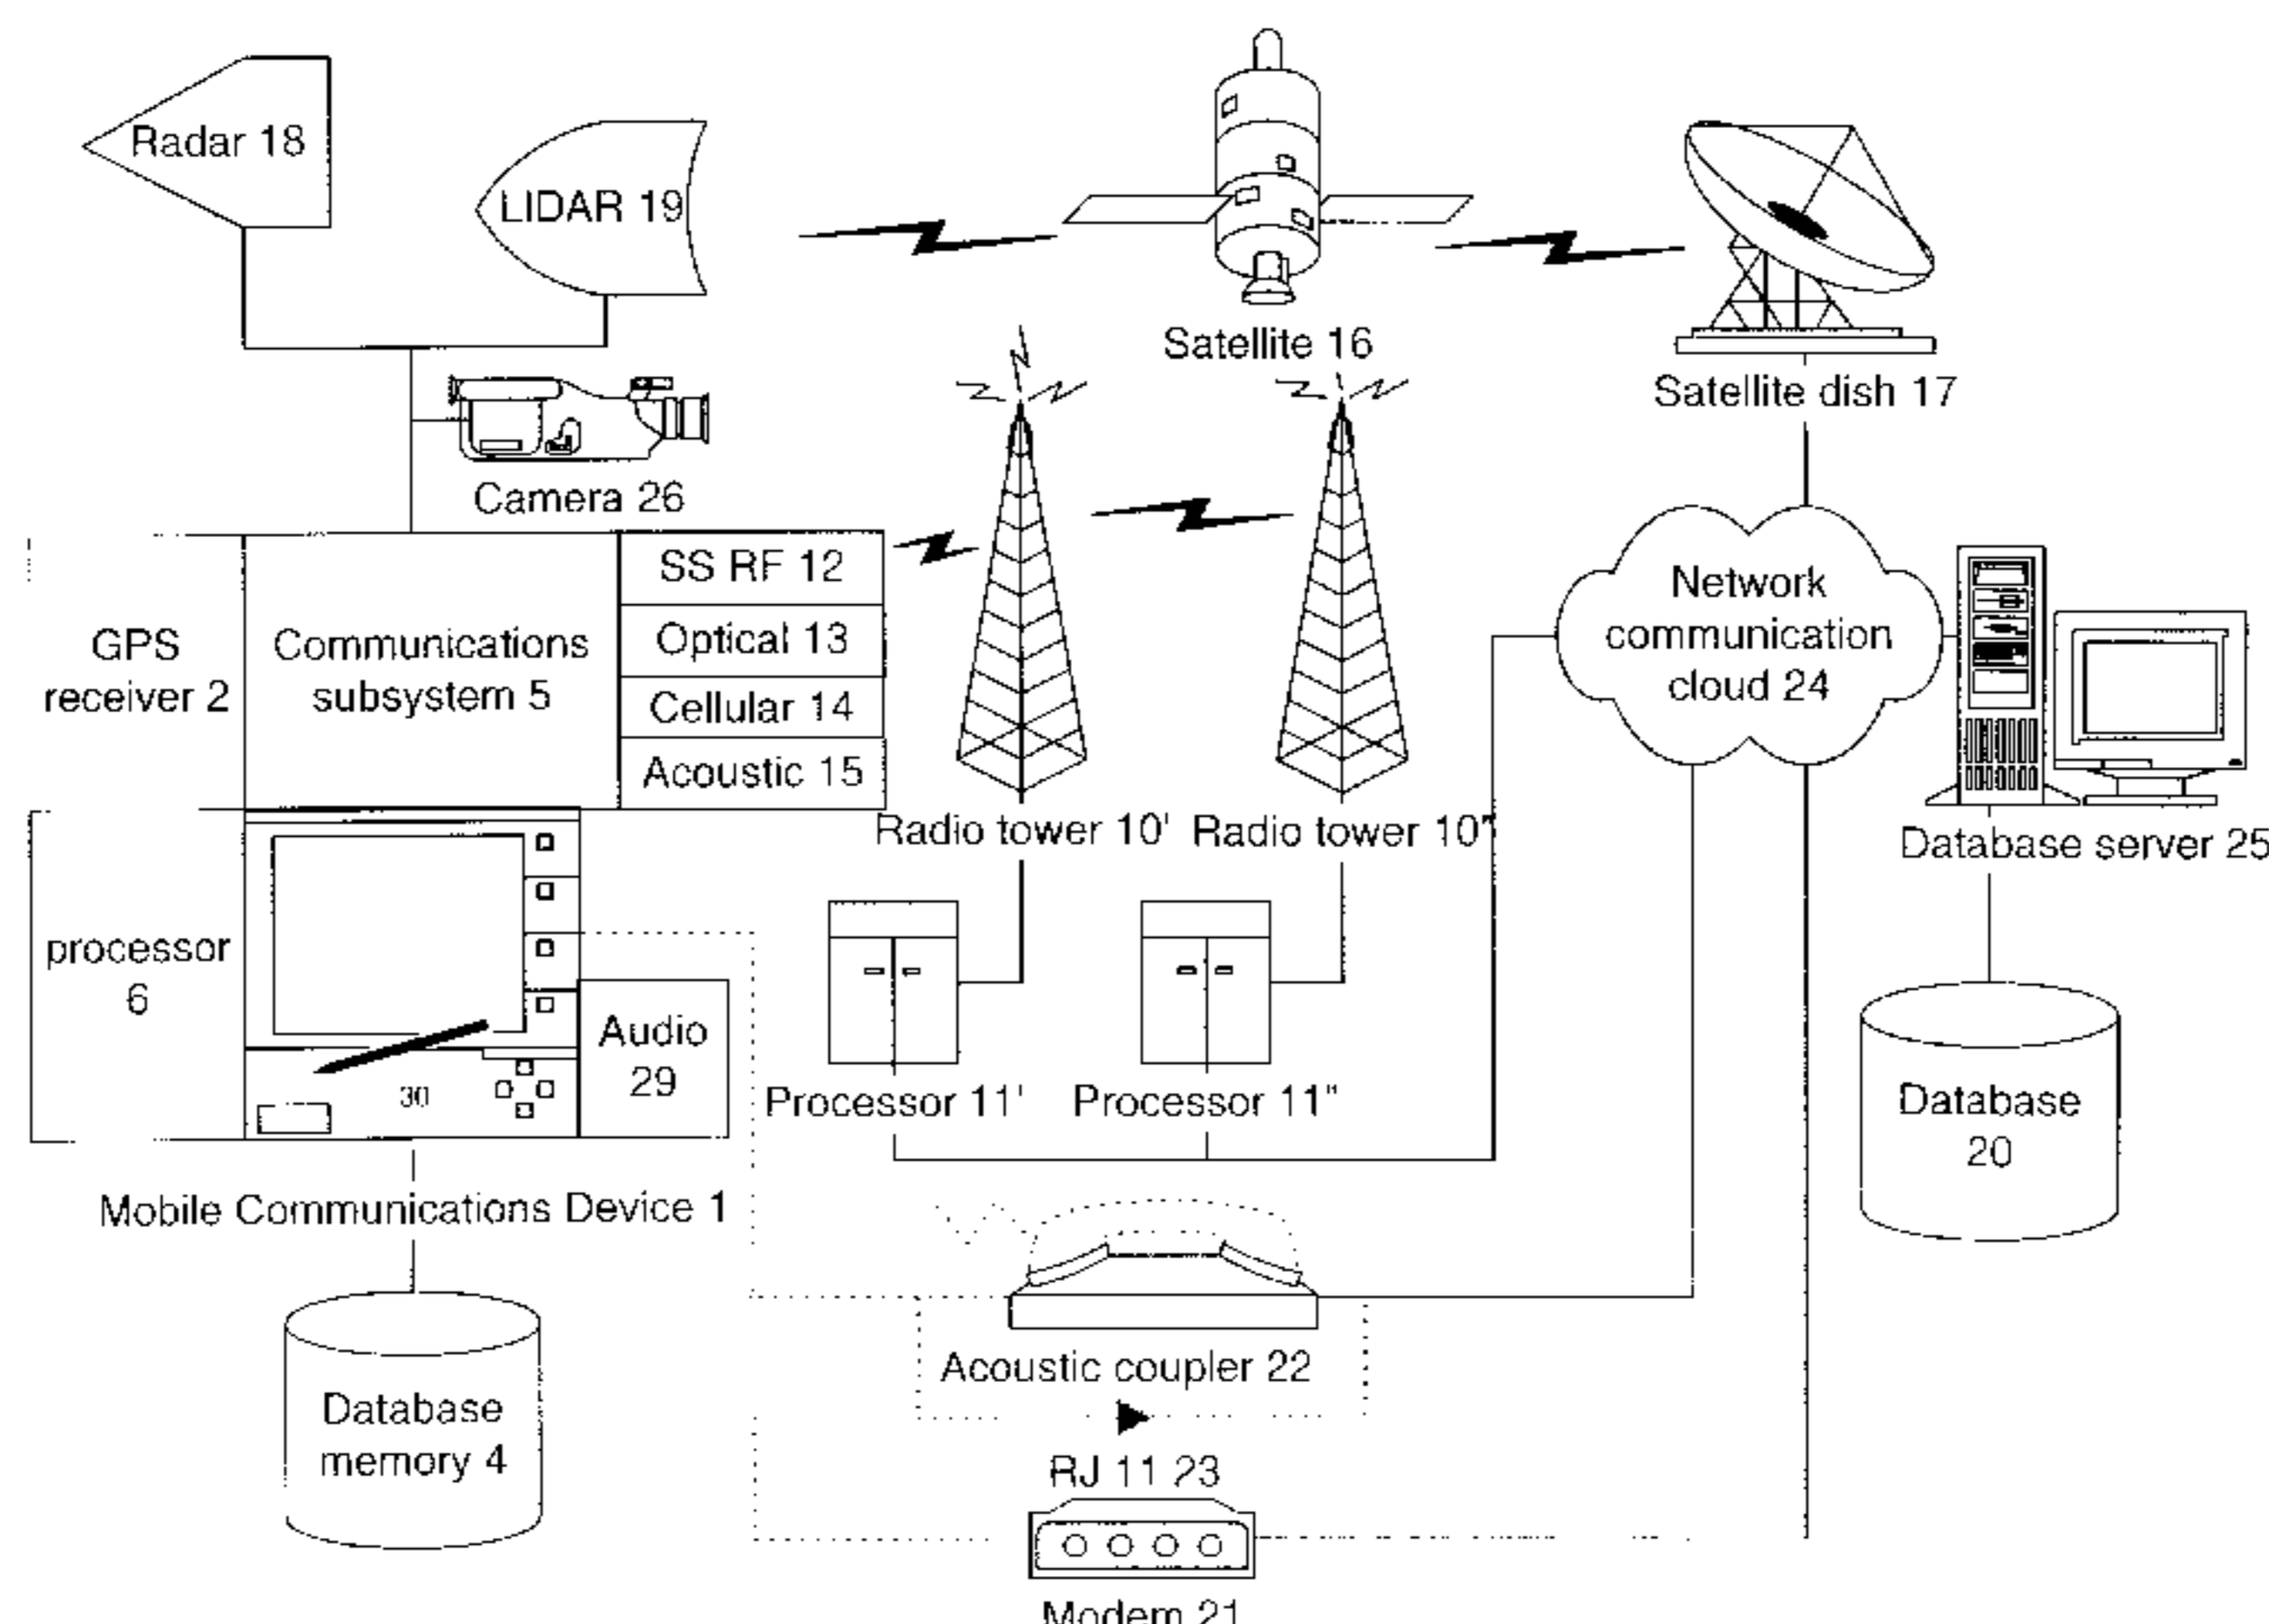 Radar 18
LIDAR 19
Satellite 16
Satellite dish 17
Camera 26
GPS
receiver 2
Communications
subsystem 5
SS RF 12
Optical 13
Cellular 14
Acoustic 15
Network
communication
cloud 24
Radio tower 10'
Radio tower 10"
Database server 25
processor
6
Audio
29
30
Processor 11'
Processor 11"
Database
20
Mobile Communications Device 1
Acoustic coupler 22
Database
memory 4
RJ 11 23
Modem 21